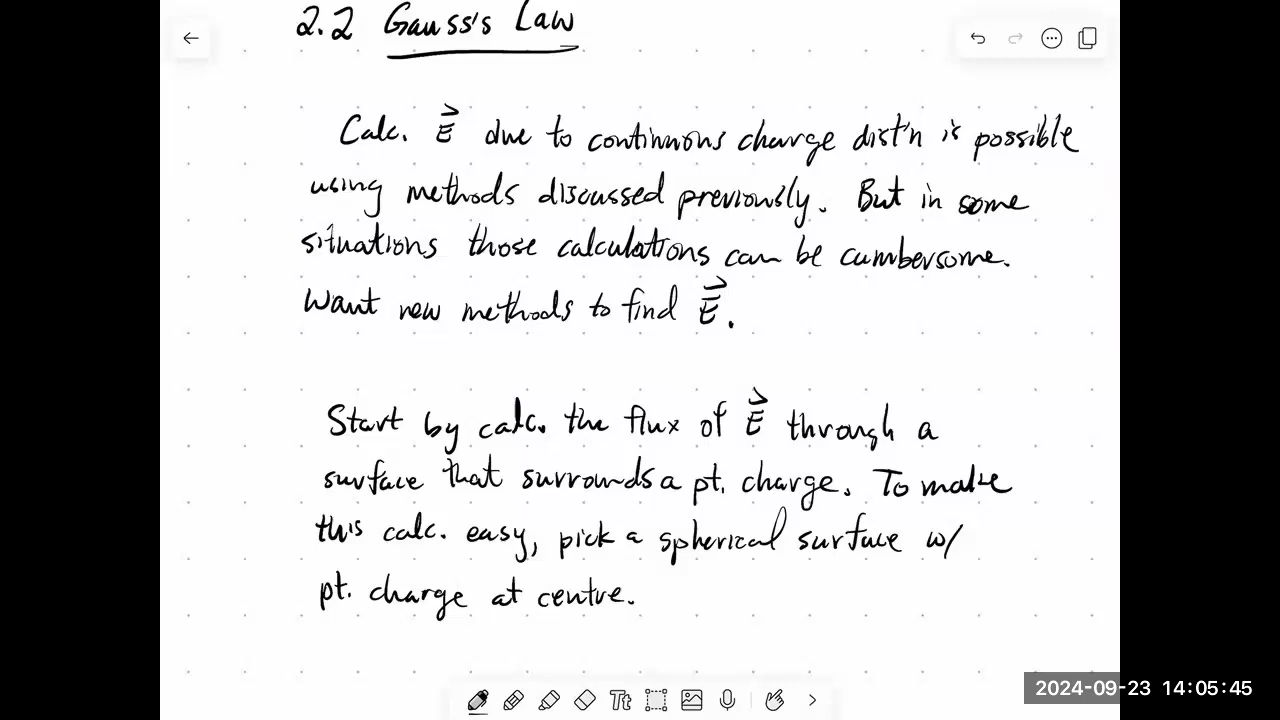 2.2 Gauss's Law
Calc. E⃗ due to continuous charge dist'n is possible
using methods discussed previously. But in some
situations those calculations can be cumbersome.
Want new methods to find E⃗.
Start by calc. the flux of E⃗ through a
surface that surrounds a pt. charge. To make
this calc. easy, pick a spherical surface w/
pt. charge at centre.
Tt
2024-09-23 14:05:45